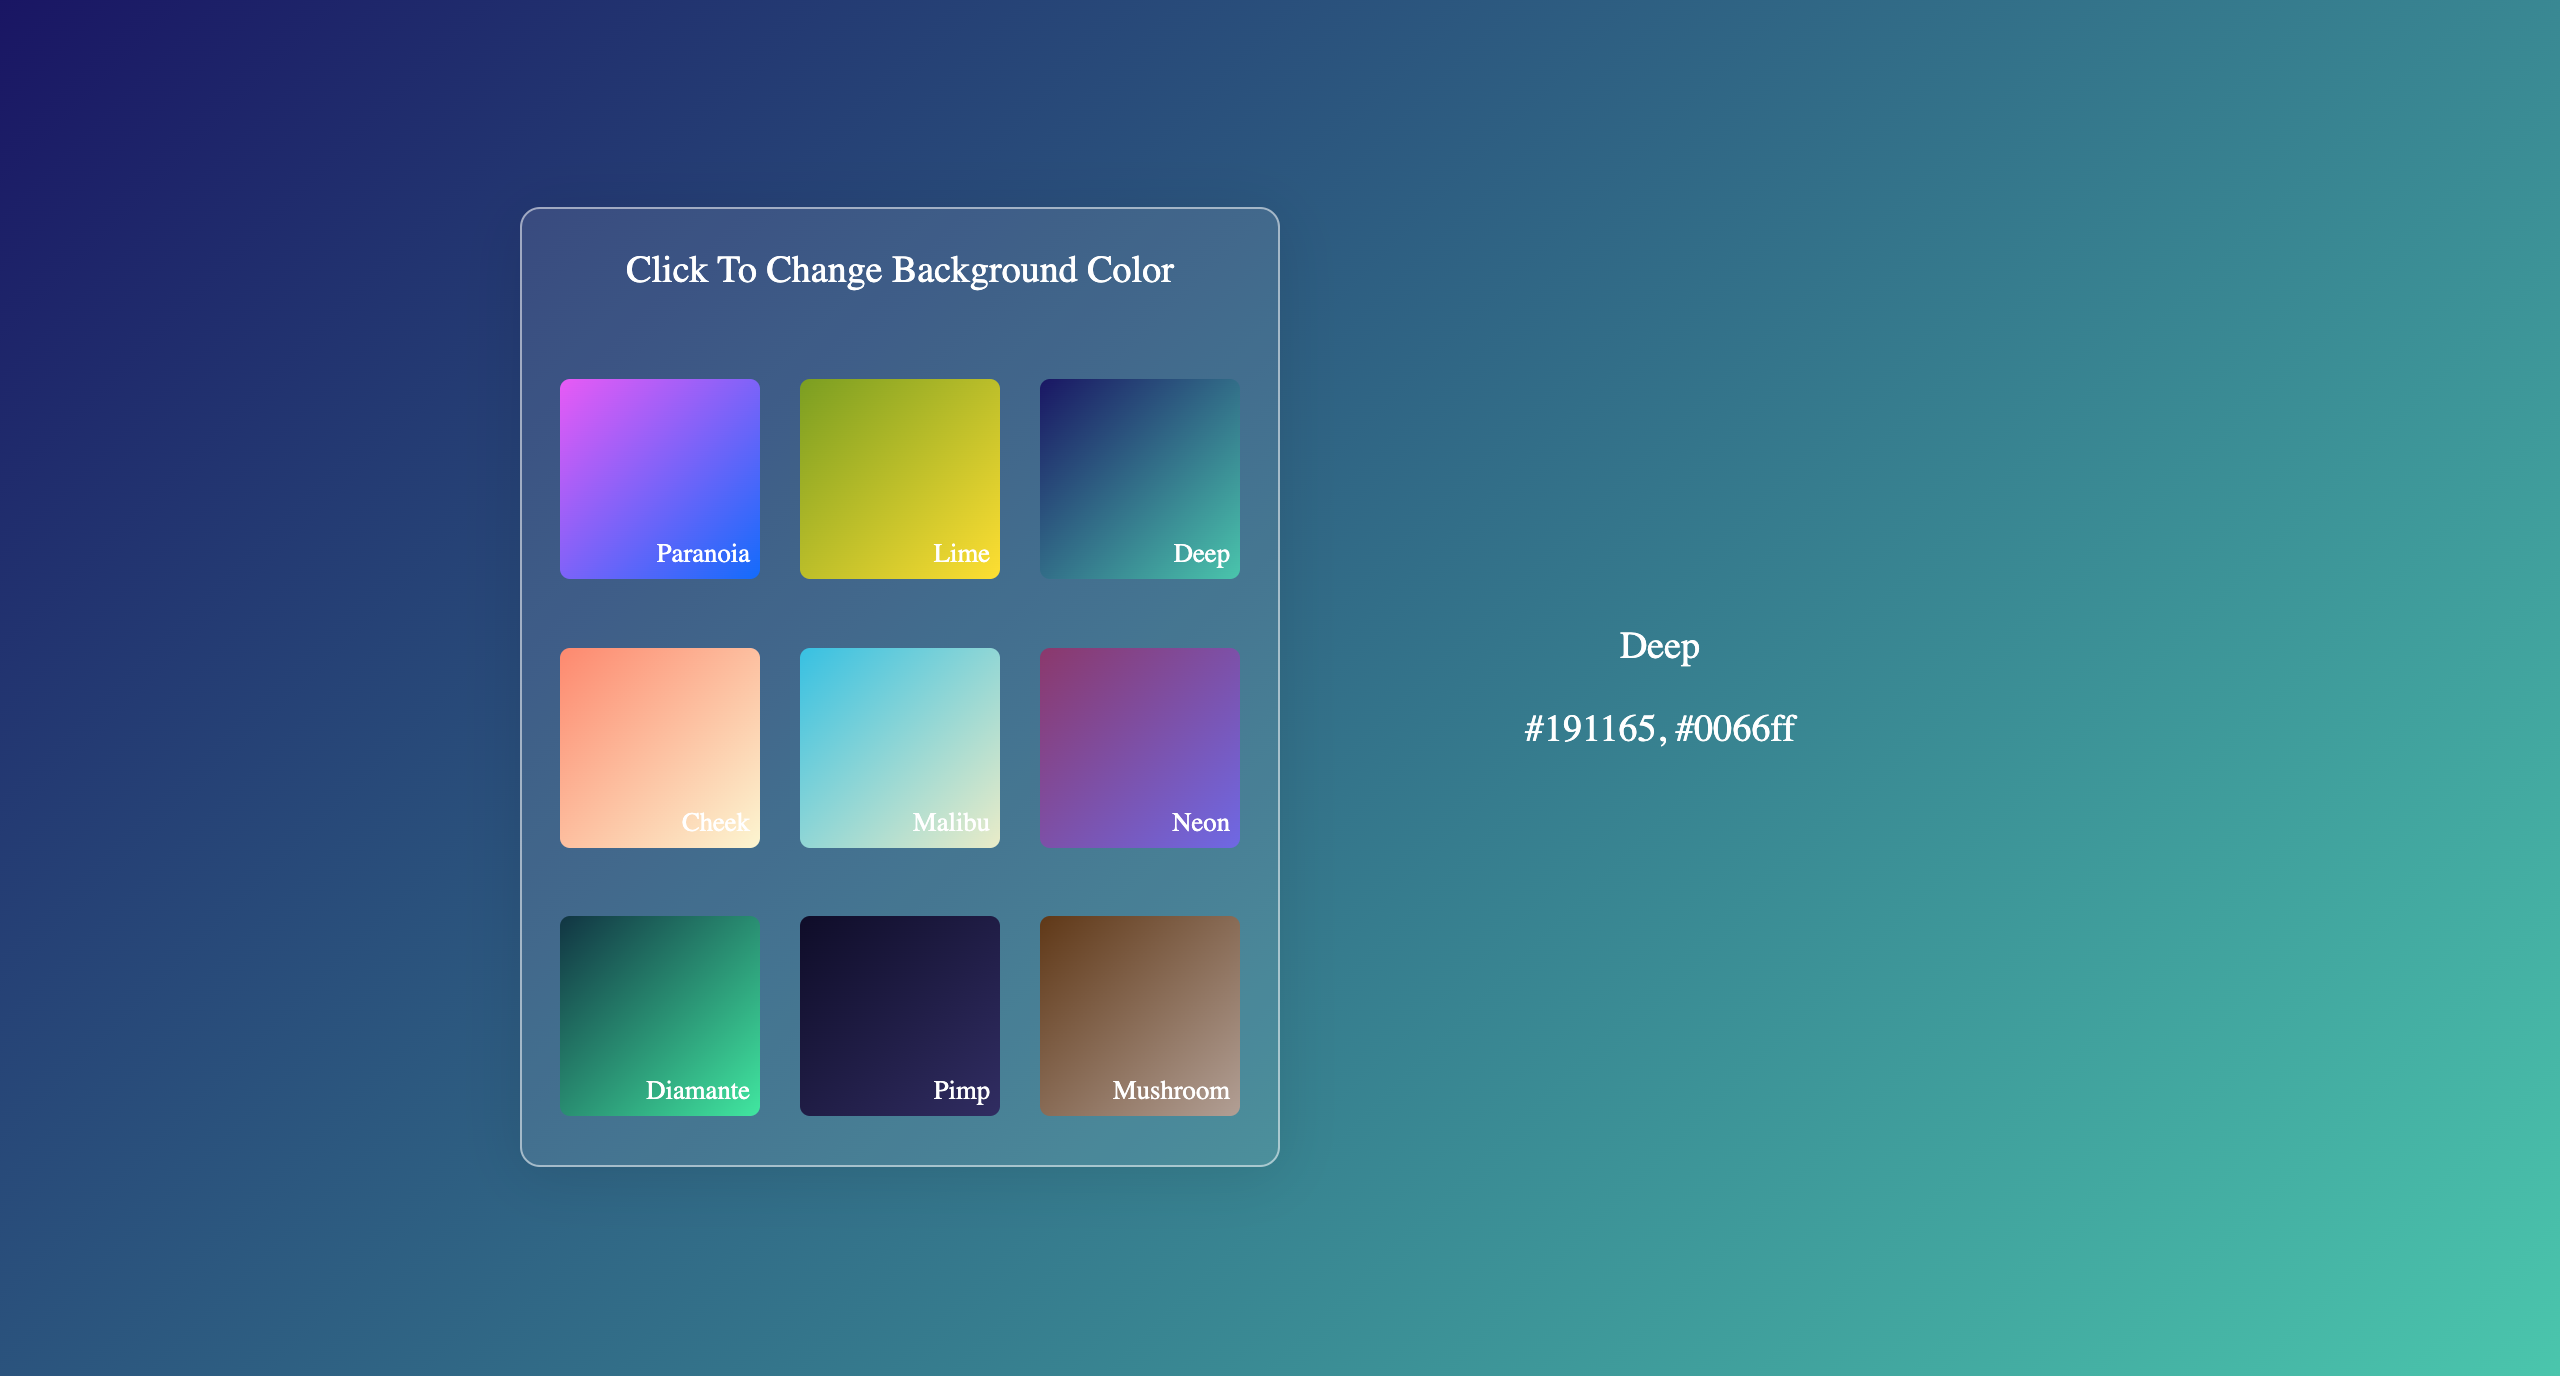 Click To Change Background Color
Paranoia
Lime
Deep
Cheek
Malibu
Neon
Diamante
Pimp
Mushroom
Deep
#191165, #0066ff